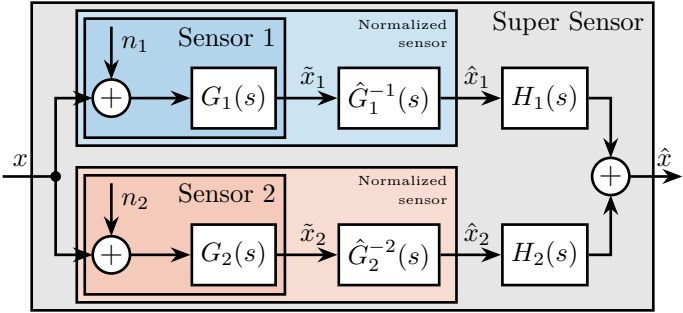 Super Sensor
Normalized
sensor
Sensor 1
n₁
+
G₁(s)
x̃₁
Ĝ₁⁻¹(s)
x̂₁
H₁(s)
x
+
x̂
Normalized
sensor
Sensor 2
n₂
+
G₂(s)
x̃₂
Ĝ₂⁻²(s)
x̂₂
H₂(s)